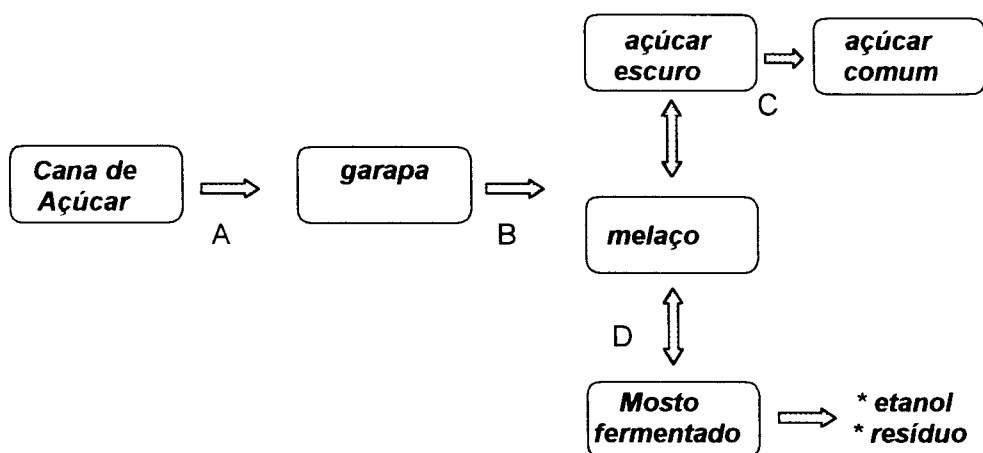 Cana de
Açúcar
A
garapa
B
açúcar
escuro
C
açúcar
comum
melaço
D
Mosto
fermentado
* etanol
* resíduo